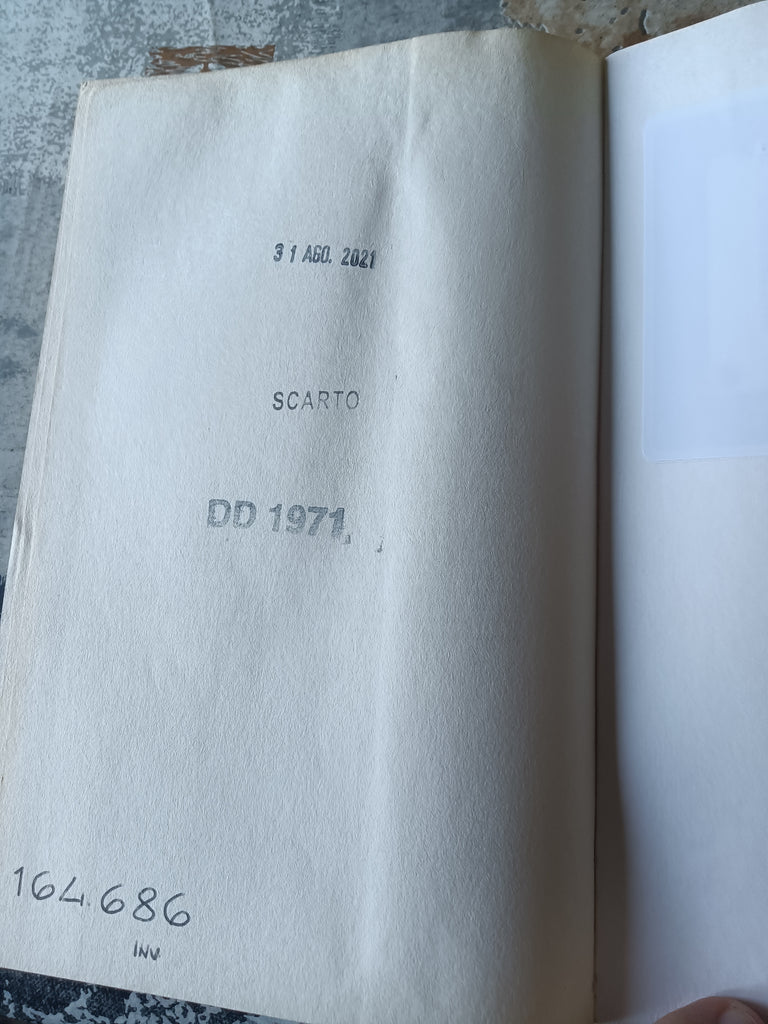 31 AGO. 2021
SCARTO
DD 1971
164.686
INV